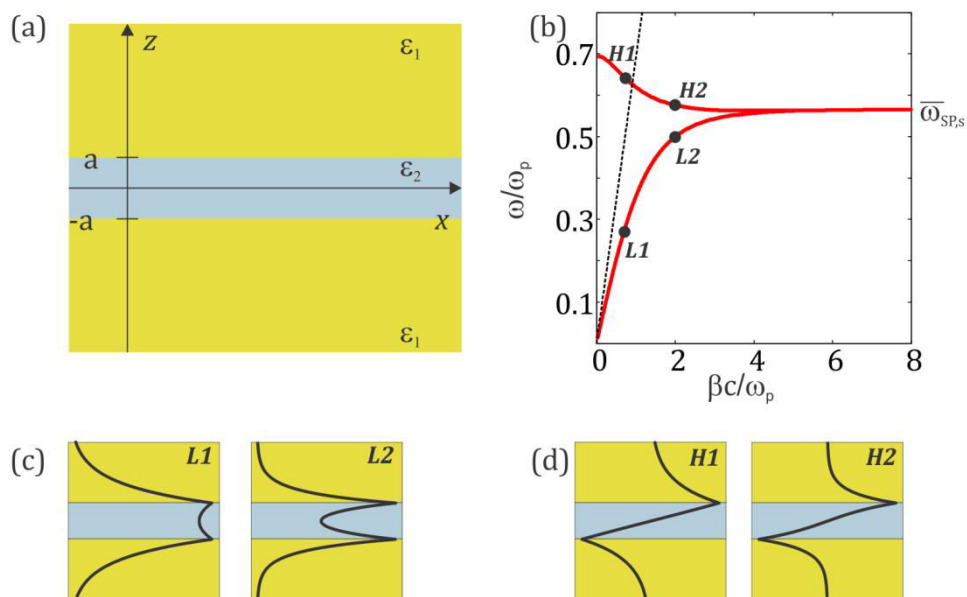 (a)
z
ε₁
a
ε₂
-a
x
ε₁
(b)
ω/ωₚ
0.7
0.5
0.3
0.1
H1
H2
L2
L1
ω̅SP,s
0 2 4 6 8
βc/ωₚ
(c)
L1
L2
(d)
H1
H2